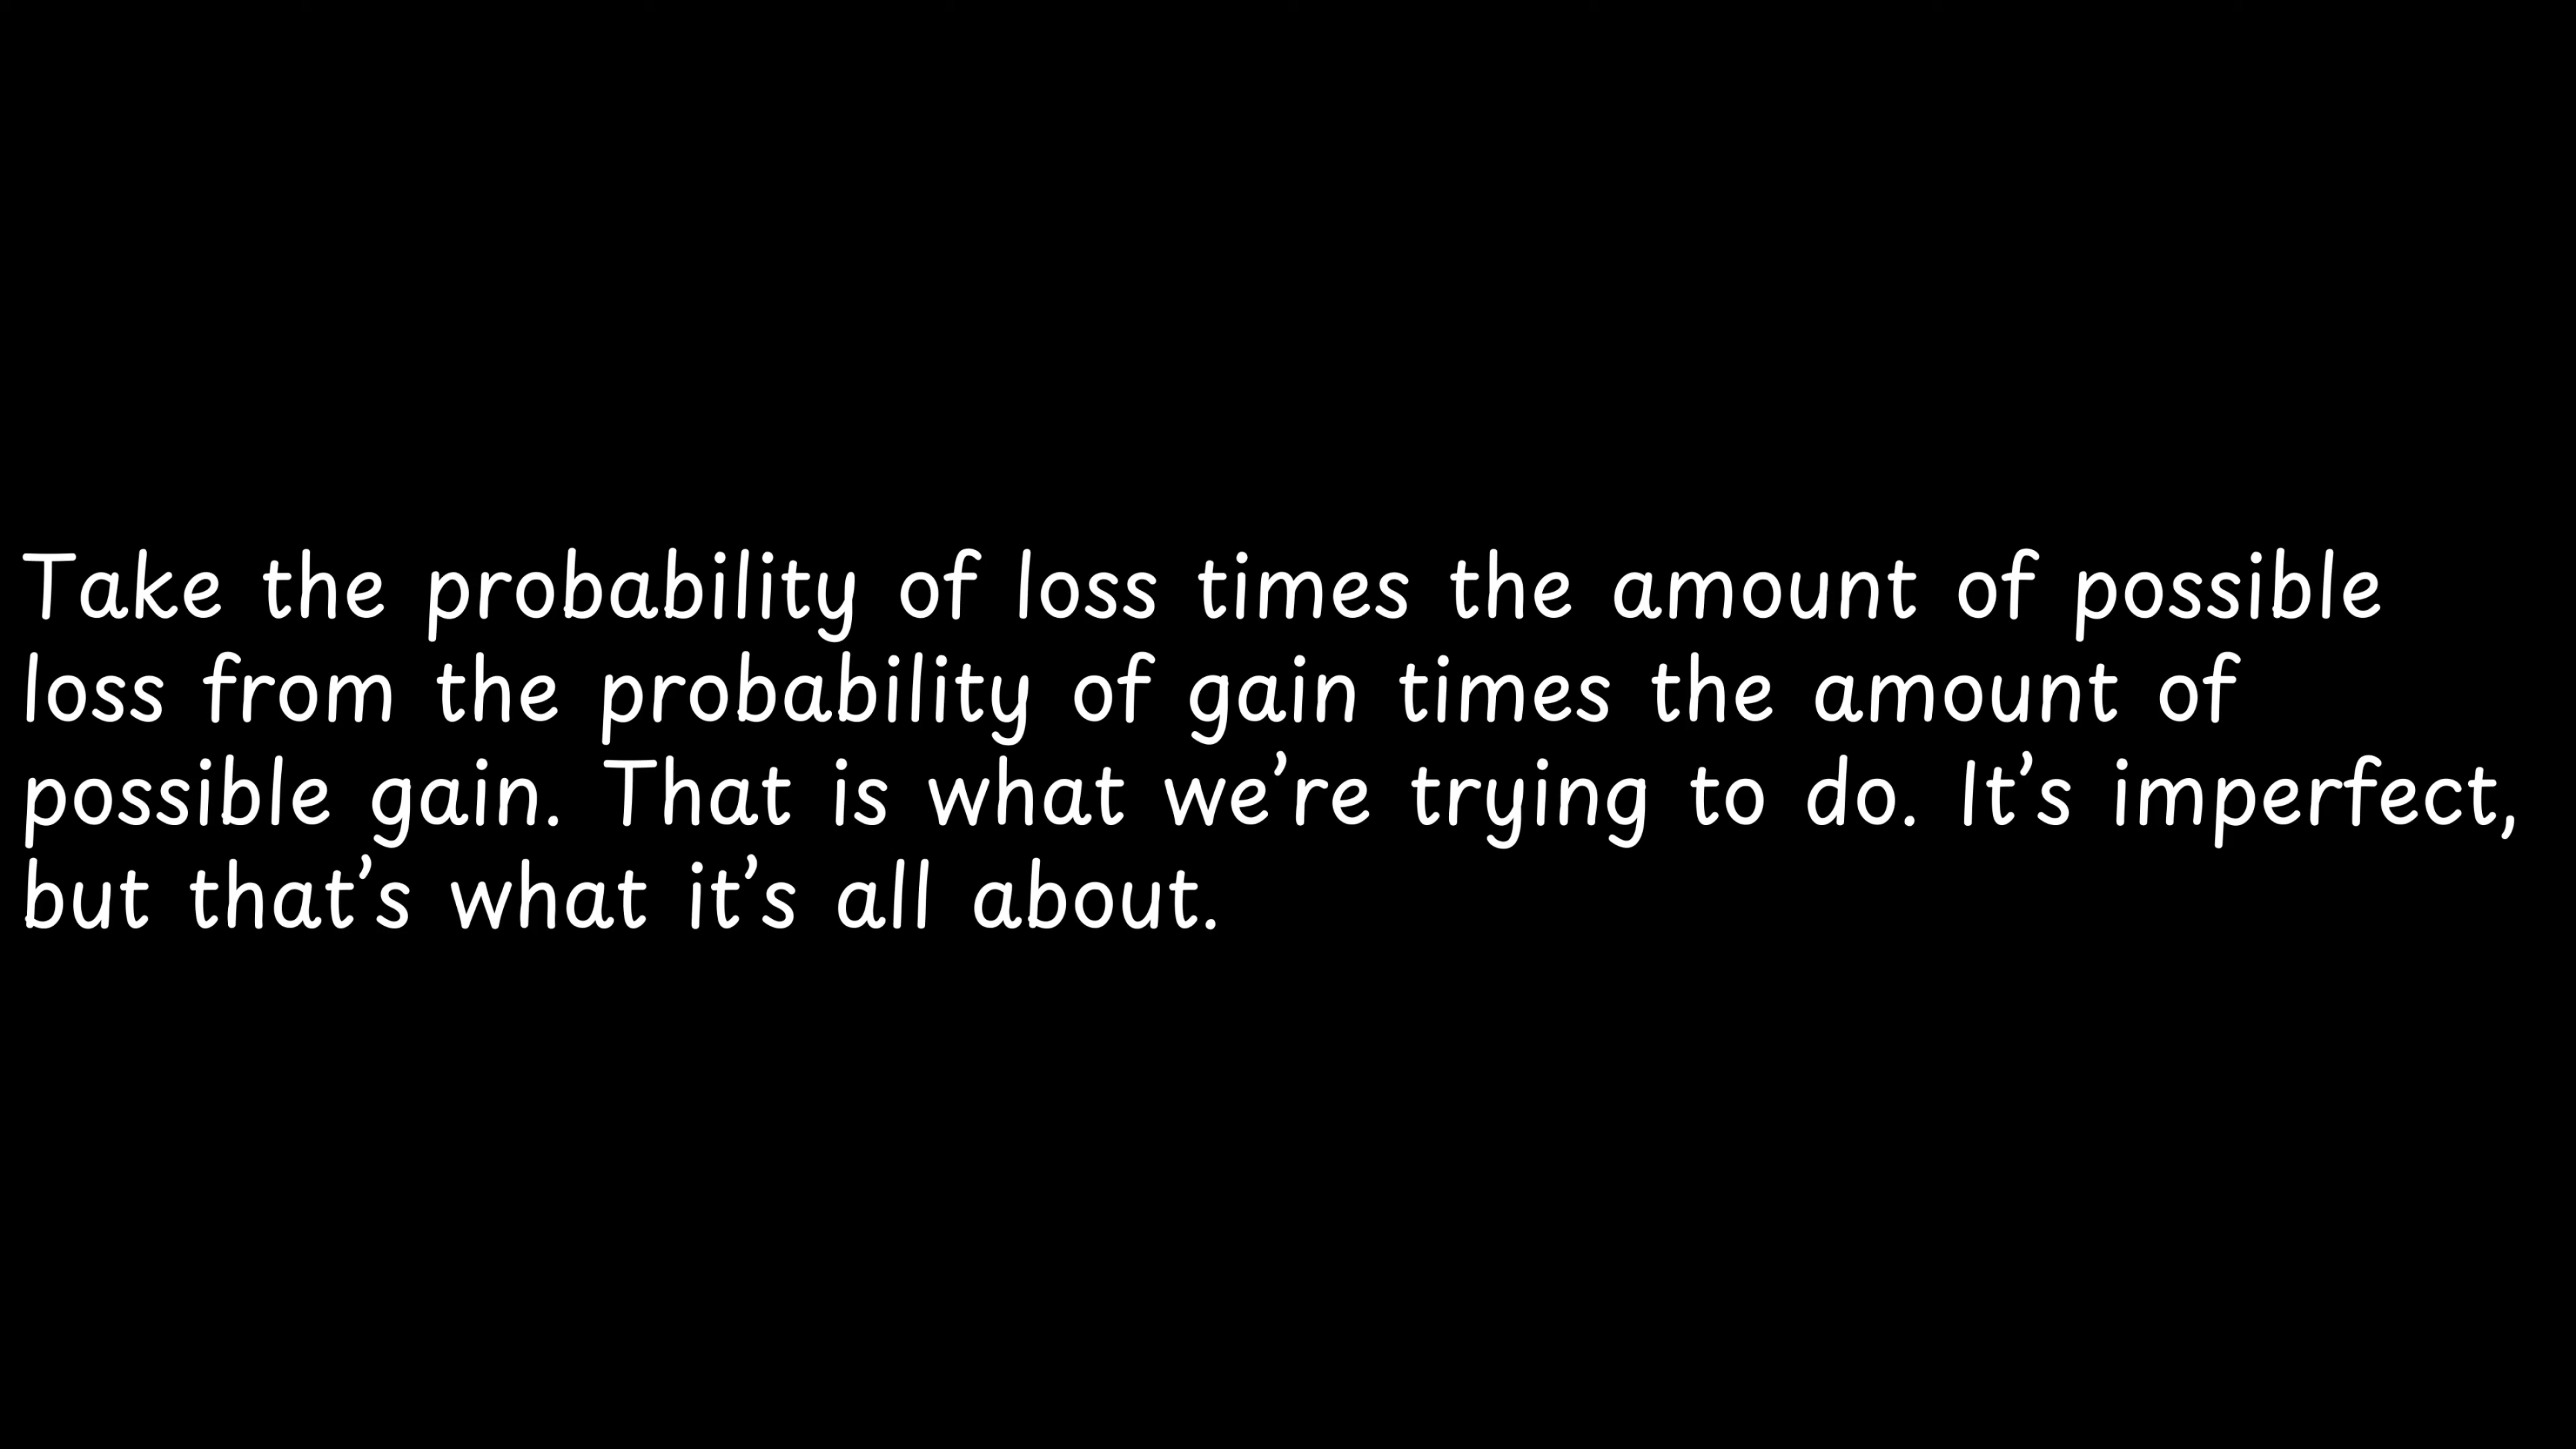 Take the probability of loss times the amount of possible
loss from the probability of gain times the amount of
possible gain. That is what we’re trying to do. It’s imperfect,
but that’s what it’s all about.